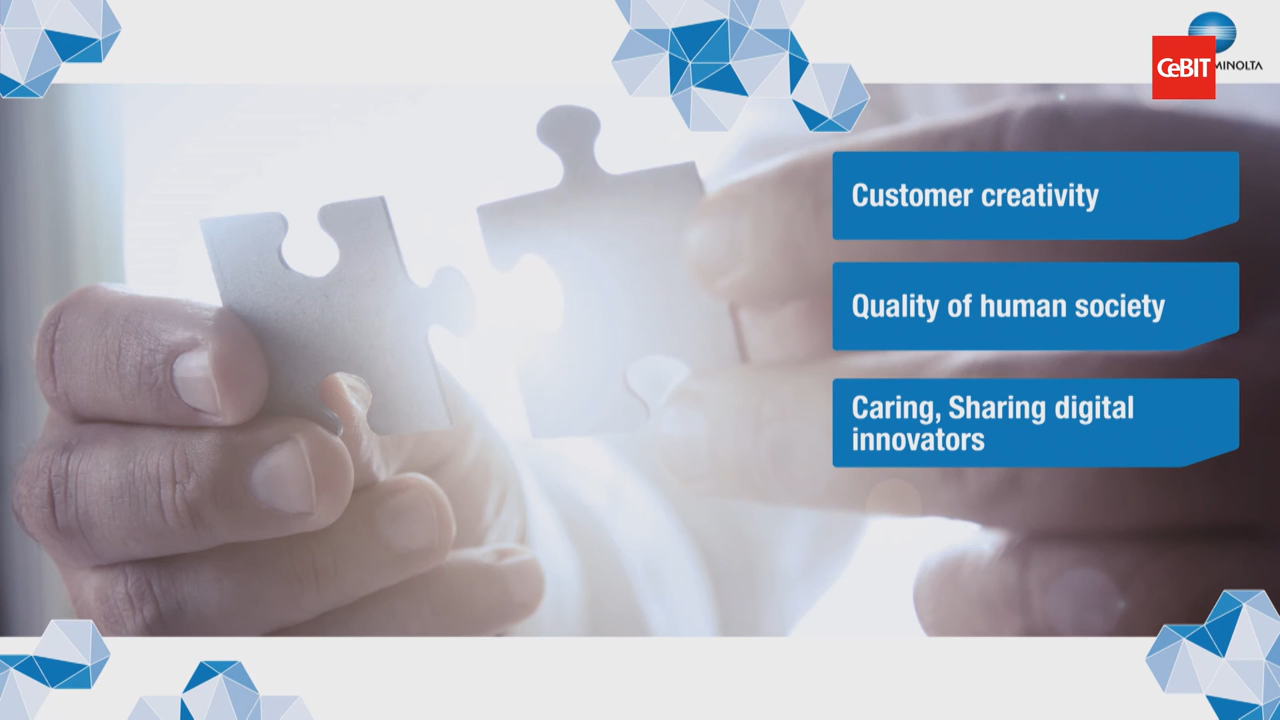 CeBIT
MINOLTA
Customer creativity
Quality of human society
Caring, Sharing digital
innovators